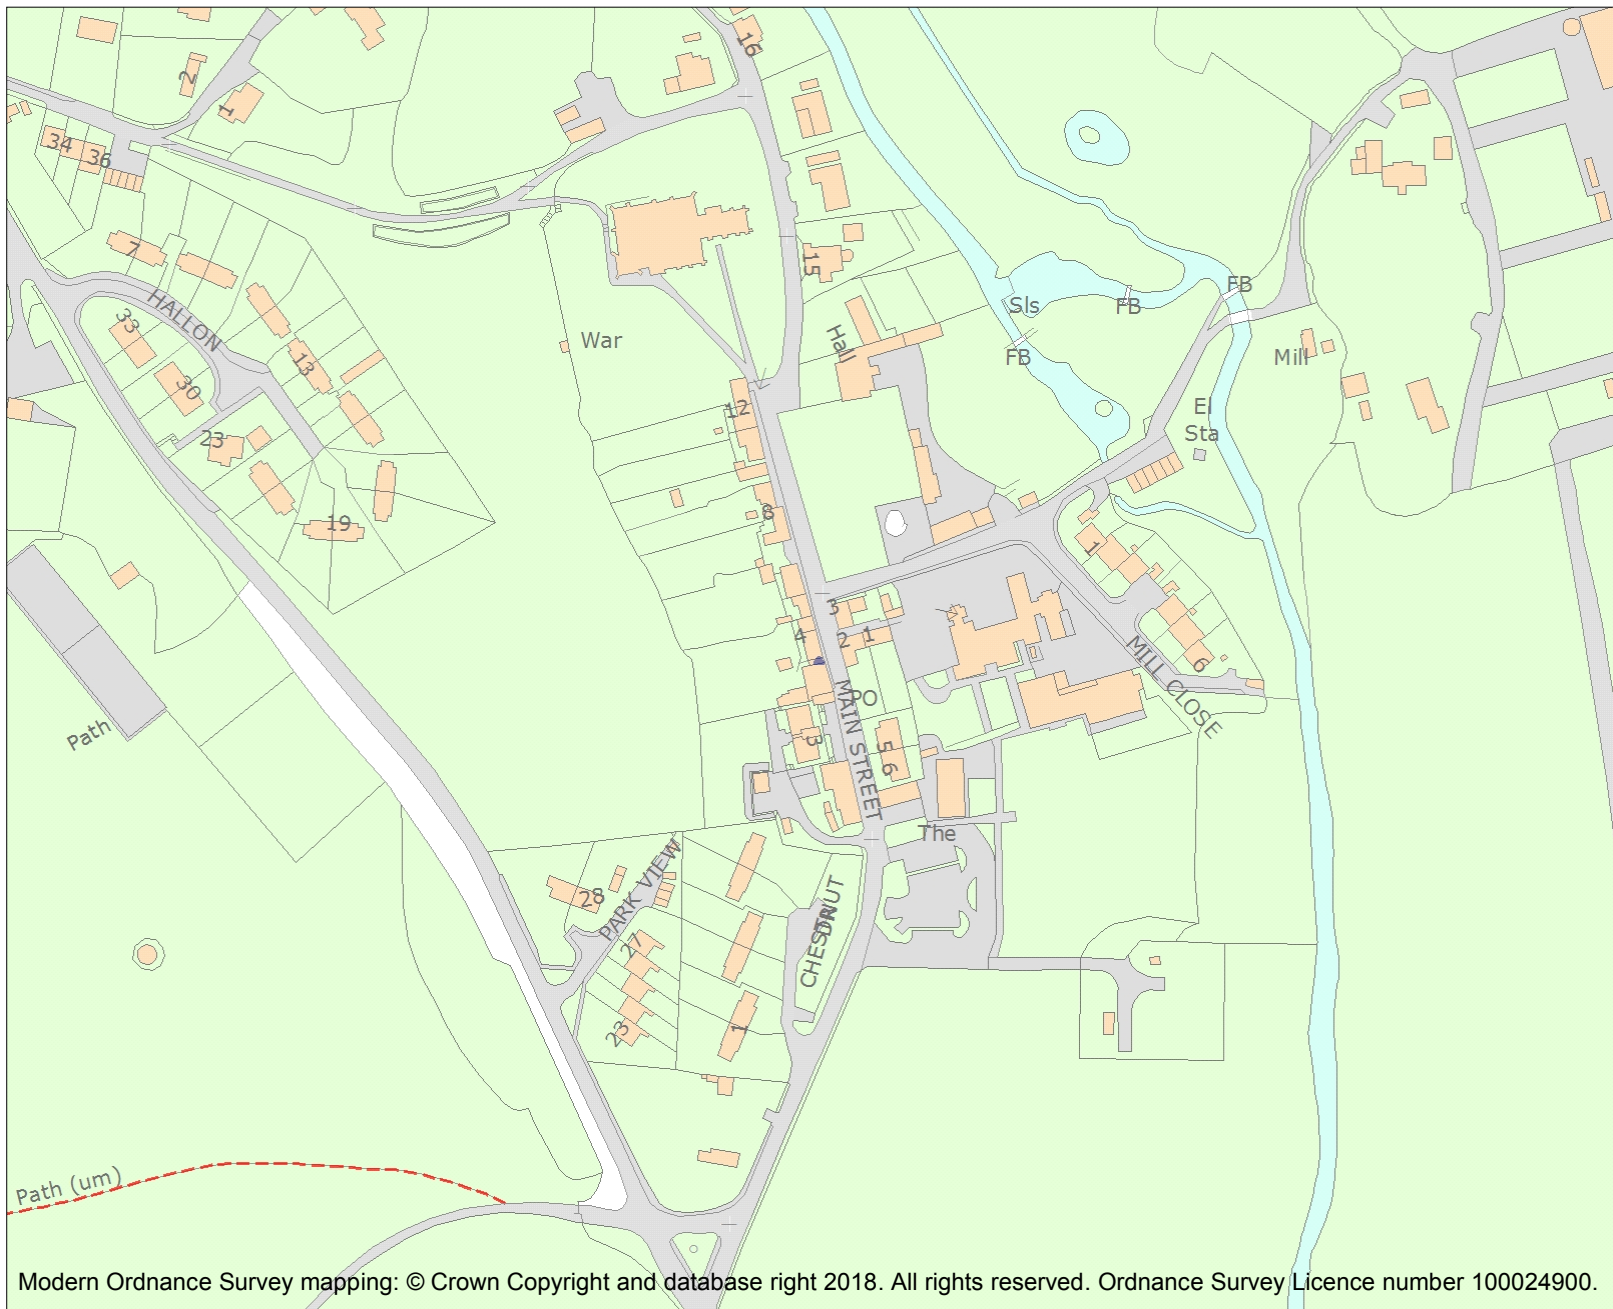 16
2
1
34
36
7
15
HALLON
33
Sls
FB
FB
FB
War
Hall
Mill
13
30
12
El
Sta
23
8
19
1
3
4
2
1
6
MILL CLOSE
PO
MAIN STREET
3
5
6
Path
The
PARK VIEW
28
CHESTNUT
DR
27
23
1
Path (um)
Modern Ordnance Survey mapping: © Crown Copyright and database right 2018. All rights reserved. Ordnance Survey Licence number 100024900.